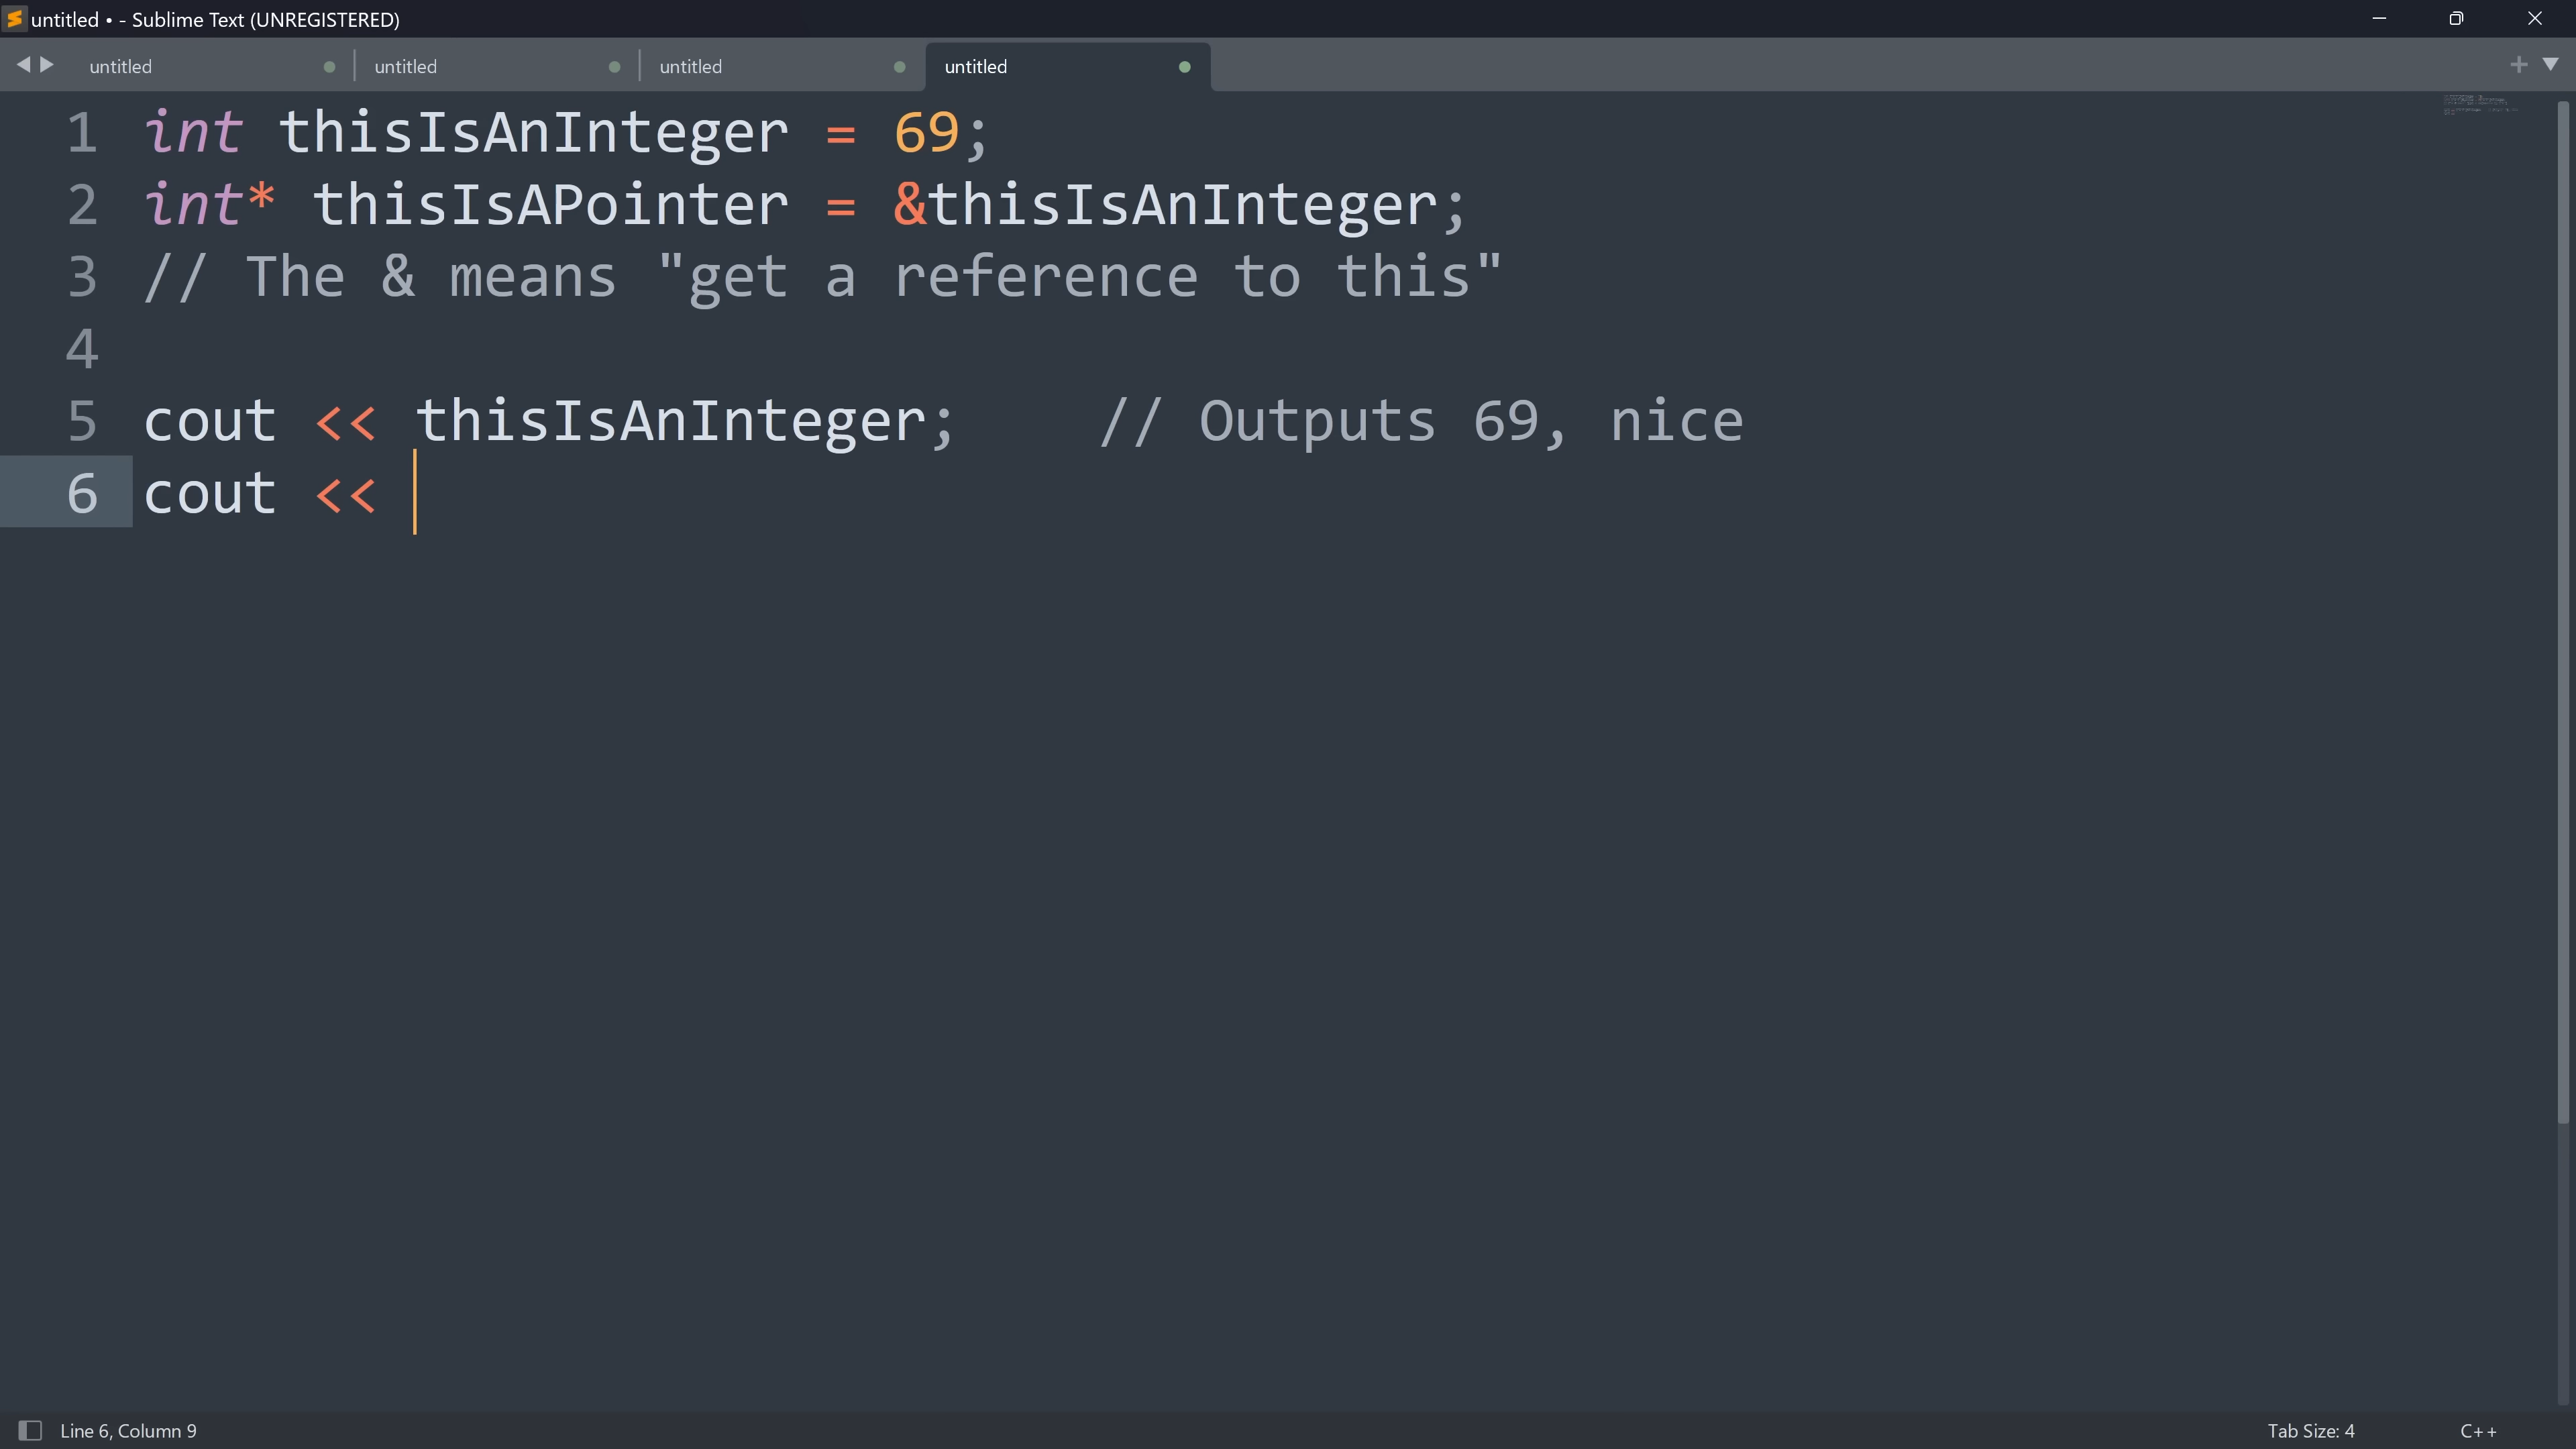 untitled • - Sublime Text (UNREGISTERED)
untitled untitled untitled untitled
1 int thisIsAnInteger = 69;
2 int* thisIsAPointer = &thisIsAnInteger;
3 // The & means "get a reference to this"
4
5 cout << thisIsAnInteger;    // Outputs 69, nice
6 cout <<
Line 6, Column 9 Tab Size: 4 C++